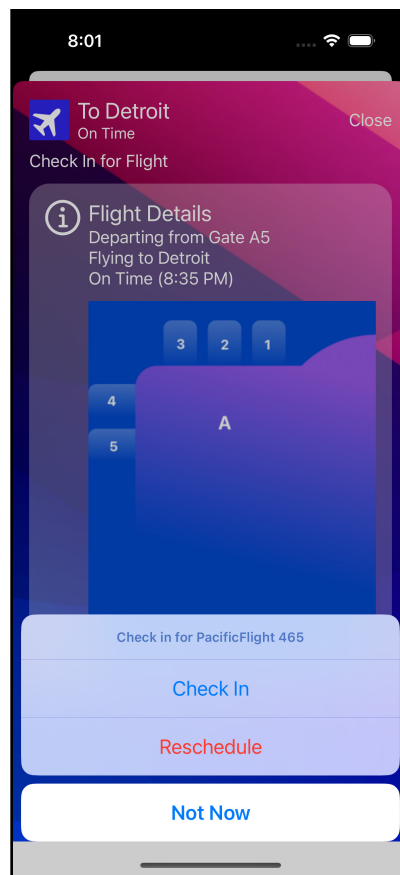 8:01
To Detroit
On Time
Close
Check In for Flight
Flight Details
Departing from Gate A5
Flying to Detroit
On Time (8:35 PM)
3 2 1
4
A
5
Check in for PacificFlight 465
Check In
Reschedule
Not Now